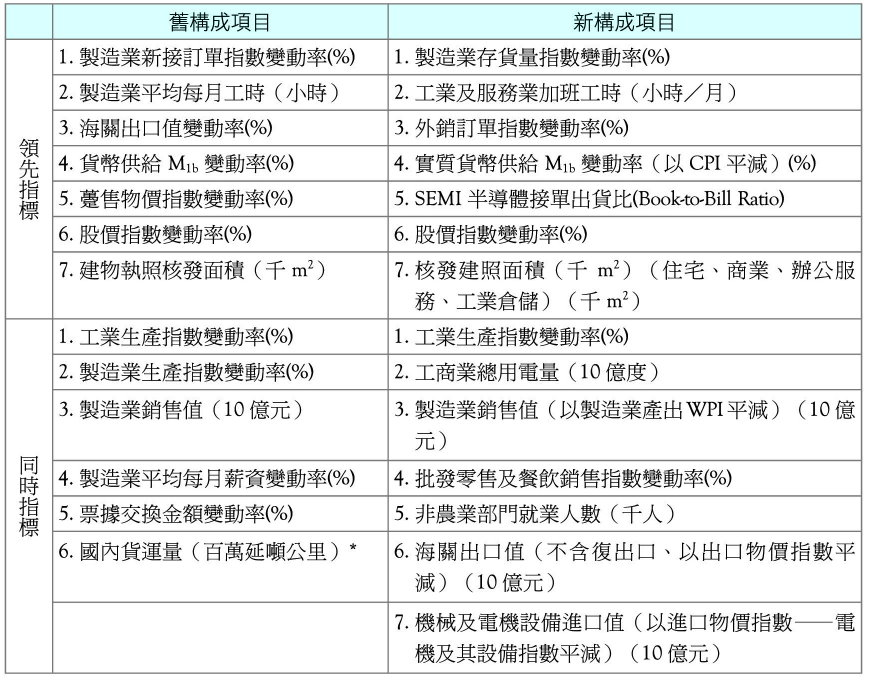 舊構成項目 新構成項目
領先指標
1. 製造業新接訂單指數變動率(%) 1. 製造業存貨量指數變動率(%)
2. 製造業平均每月工時（小時） 2. 工業及服務業加班工時（小時／月）
3. 海關出口值變動率(%) 3. 外銷訂單指數變動率(%)
4. 貨幣供給 M1b 變動率(%) 4. 實質貨幣供給 M1b 變動率（以 CPI 平減）(%)
5. 躉售物價指數變動率(%) 5. SEMI 半導體接單出貨比(Book-to-Bill Ratio)
6. 股價指數變動率(%) 6. 股價指數變動率(%)
7. 建物執照核發面積（千 m²） 7. 核發建照面積（千 m²）（住宅、商業、辦公服
務、工業倉儲）（千 m²）
同時指標
1. 工業生產指數變動率(%) 1. 工業生產指數變動率(%)
2. 製造業生產指數變動率(%) 2. 工商業總用電量（10 億度）
3. 製造業銷售值（10 億元） 3. 製造業銷售值（以製造業產出 WPI 平減）（10 億
元）
4. 製造業平均每月薪資變動率(%) 4. 批發零售及餐飲銷售指數變動率(%)
5. 票據交換金額變動率(%) 5. 非農業部門就業人數（千人）
6. 國內貨運量（百萬延噸公里）* 6. 海關出口值（不含復出口、以出口物價指數平
減）（10 億元）
7. 機械及電機設備進口值（以進口物價指數——電
機及其設備指數平減）（10 億元）